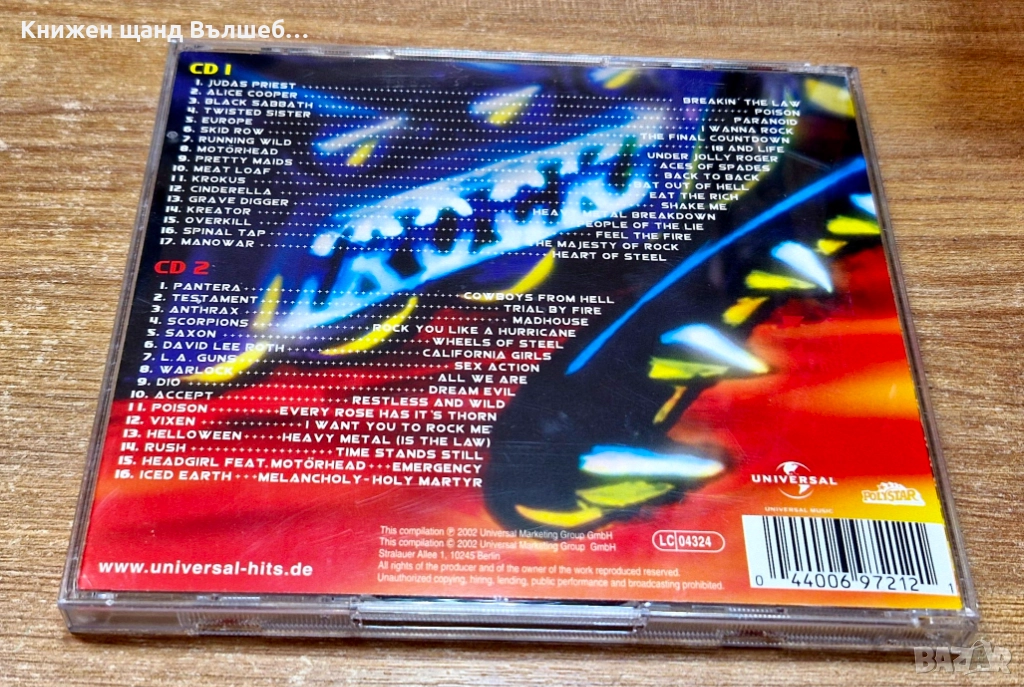 Книжен щанд Вълшеб...
CD 1
1. JUDAS PRIEST BREAKIN' THE LAW
2. ALICE COOPER POISON
3. BLACK SABBATH PARANOID
4. TWISTED SISTER I WANNA ROCK
5. EUROPE THE FINAL COUNTDOWN
6. SKID ROW 18 AND LIFE
7. RUNNING WILD UNDER JOLLY ROGER
8. MOTÖRHEAD ACES OF SPADES
9. PRETTY MAIDS BACK TO BACK
10. MEAT LOAF BAT OUT OF HELL
11. KROKUS EAT THE RICH
12. CINDERELLA SHAKE ME
13. GRAVE DIGGER HEAVY METAL BREAKDOWN
14. KREATOR PEOPLE OF THE LIE
15. OVERKILL FEEL THE FIRE
16. SPINAL TAP THE MAJESTY OF ROCK
17. MANOWAR HEART OF STEEL
CD 2
1. PANTERA COWBOYS FROM HELL
2. TESTAMENT TRIAL BY FIRE
3. ANTHRAX MADHOUSE
4. SCORPIONS ROCK YOU LIKE A HURRICANE
5. SAXON WHEELS OF STEEL
6. DAVID LEE ROTH CALIFORNIA GIRLS
7. L.A. GUNS SEX ACTION
8. WARLOCK ALL WE ARE
9. DIO DREAM EVIL
10. ACCEPT RESTLESS AND WILD
11. POISON EVERY ROSE HAS IT'S THORN
12. VIXEN I WANT YOU TO ROCK ME
13. HELLOWEEN HEAVY METAL (IS THE LAW)
14. RUSH TIME STANDS STILL
15. HEADGIRL FEAT. MOTÖRHEAD EMERGENCY
16. ICED EARTH MELANCHOLY - HOLY MARTYR
UNIVERSAL
UNIVERSAL MUSIC
POLYSTAR
This compilation ℗ 2002 Universal Marketing Group GmbH
This compilation © 2002 Universal Marketing Group GmbH
Stralauer Allee 1, 10245 Berlin
All rights of the producer and of the owner of the work reproduced reserved.
Unauthorized copying, hiring, lending, public performance and broadcasting prohibited.
LC 04324
www.universal-hits.de
0 44006 97212 1
BAZAR